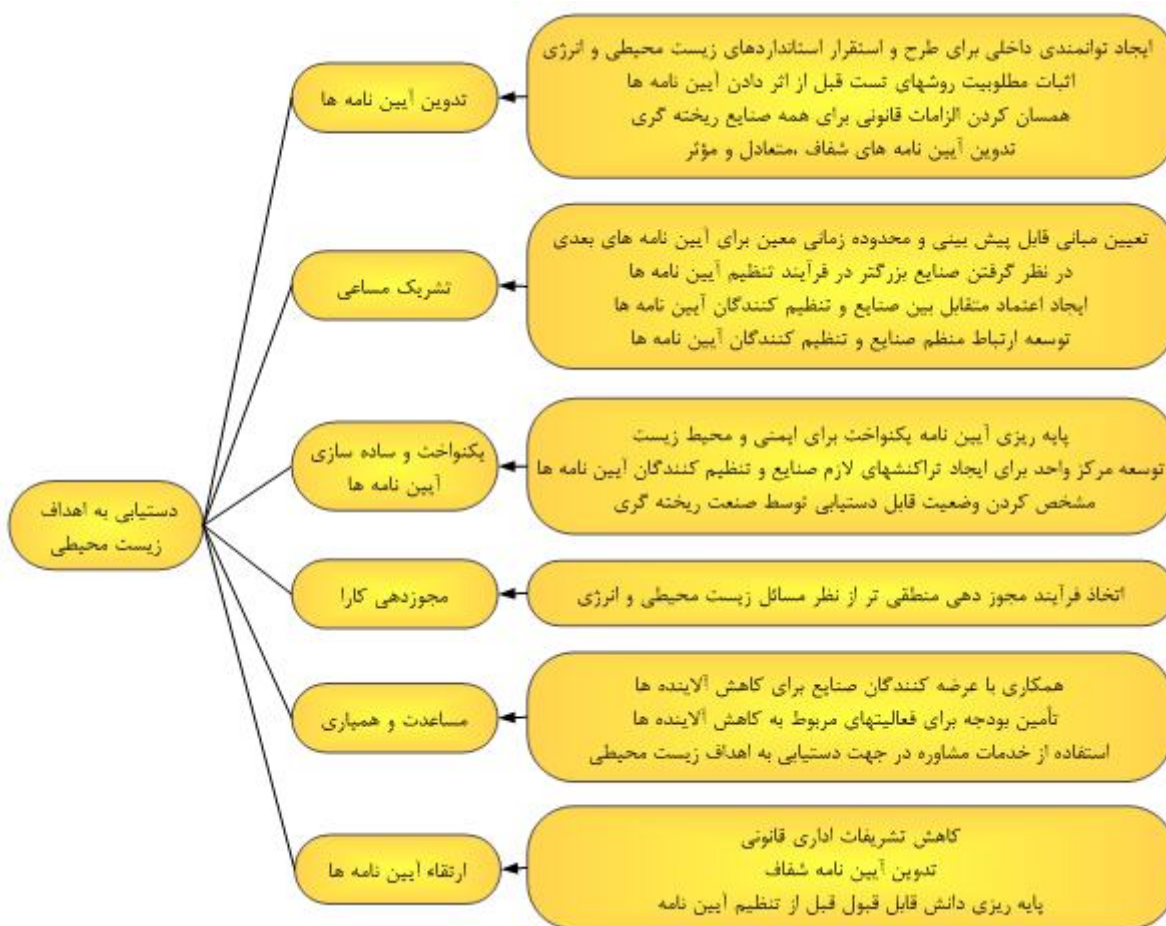 دستیابی به اهداف
زیست محیطی
تدوین آیین نامه ها
ایجاد توانمندی داخلی برای طرح و استقرار استانداردهای زیست محیطی و انرژی
اثبات مطلوبیت روشهای تست قبل از اثر دادن آیین نامه ها
همسان کردن الزامات قانونی برای همه صنایع ریخته گری
تدوین آیین نامه های شفاف ،متعادل و مؤثر
تشریک مساعی
تعیین مبانی قابل پیش بینی و محدوده زمانی معین برای آیین نامه های بعدی
در نظر گرفتن صنایع بزرگتر در فرآیند تنظیم آیین نامه ها
ایجاد اعتماد متقابل بین صنایع و تنظیم کنندگان آیین نامه ها
توسعه ارتباط منظم صنایع و تنظیم کنندگان آیین نامه ها
یکنواخت و ساده سازی
آیین نامه ها
پایه ریزی آیین نامه یکنواخت برای ایمنی و محیط زیست
توسعه مرکز واحد برای ایجاد تراکنشهای لازم صنایع و تنظیم کنندگان آیین نامه ها
مشخص کردن وضعیت قابل دستیابی توسط صنعت ریخته گری
مجوزدهی کارا
اتخاذ فرآیند مجوز دهی منطقی تر از نظر مسائل زیست محیطی و انرژی
مساعدت و همیاری
همکاری با عرضه کنندگان صنایع برای کاهش آلاینده ها
تأمین بودجه برای فعالیتهای مربوط به کاهش آلاینده ها
استفاده از خدمات مشاوره در جهت دستیابی به اهداف زیست محیطی
ارتقاء آیین نامه ها
کاهش تشریفات اداری قانونی
تدوین آیین نامه شفاف
پایه ریزی دانش قابل قبول قبل از تنظیم آیین نامه